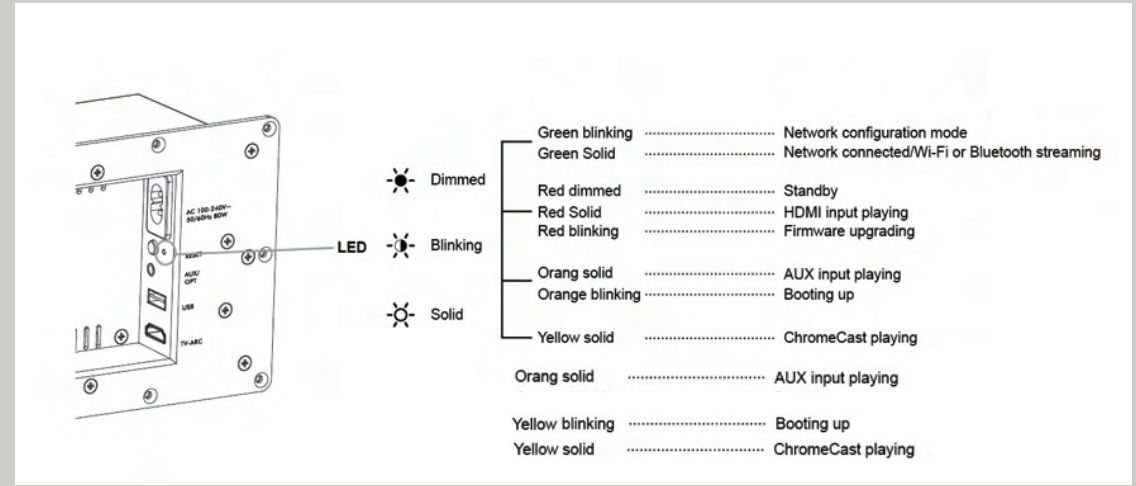 AC 100-240V~
50/60Hz 80W
RESET
AUX/
OPT
USB
TV-ARC
LED
Dimmed
Blinking
Solid
Green blinking ................................ Network configuration mode
Green Solid ................................ Network connected/Wi-Fi or Bluetooth streaming
Red dimmed ................................ Standby
Red Solid ................................ HDMI input playing
Red blinking ................................ Firmware upgrading
Orang solid ................................ AUX input playing
Orange blinking ................................ Booting up
Yellow solid ................................ ChromeCast playing
Orang solid ................................ AUX input playing
Yellow blinking ................................ Booting up
Yellow solid ................................ ChromeCast playing